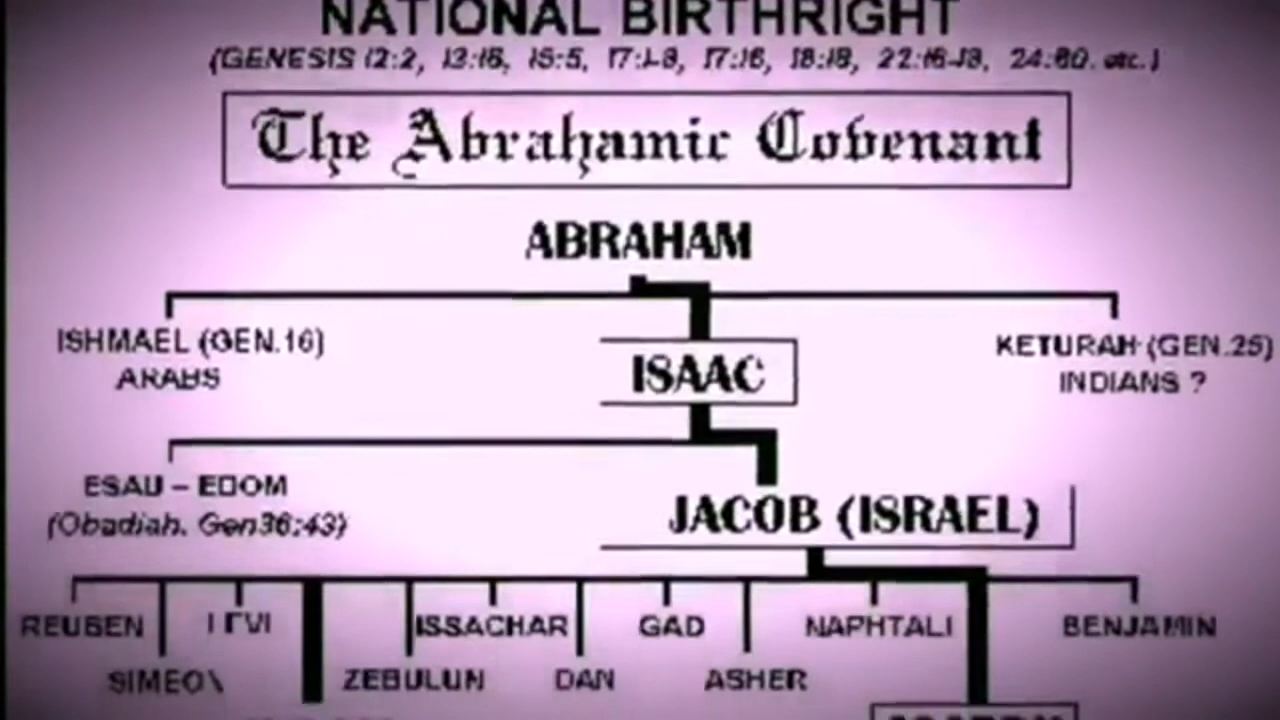 NATIONAL BIRTHRIGHT
(GENESIS 12:2, 13:16, 15:5, 17:1-8, 17:16, 18:18, 22:16-18, 24:60. etc.)
The Abrahamic Covenant
ABRAHAM
ISHMAEL (GEN.16)
ARABS
ISAAC
KETURAH (GEN.25)
INDIANS ?
ESAU – EDOM
(Obadiah. Gen36:43)
JACOB (ISRAEL)
REUBEN LEVI ISSACHAR GAD NAPHTALI BENJAMIN
SIMEON ZEBULUN DAN ASHER